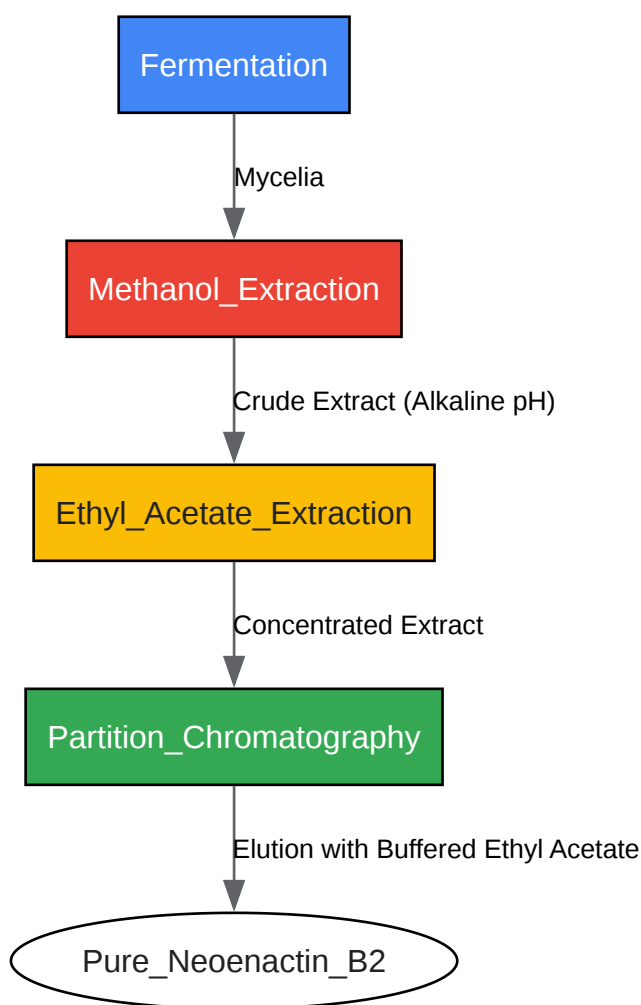 Fermentation
Mycelia
Methanol_Extraction
Crude Extract (Alkaline pH)
Ethyl_Acetate_Extraction
Concentrated Extract
Partition_Chromatography
Elution with Buffered Ethyl Acetate
Pure_Neoenactin_B2